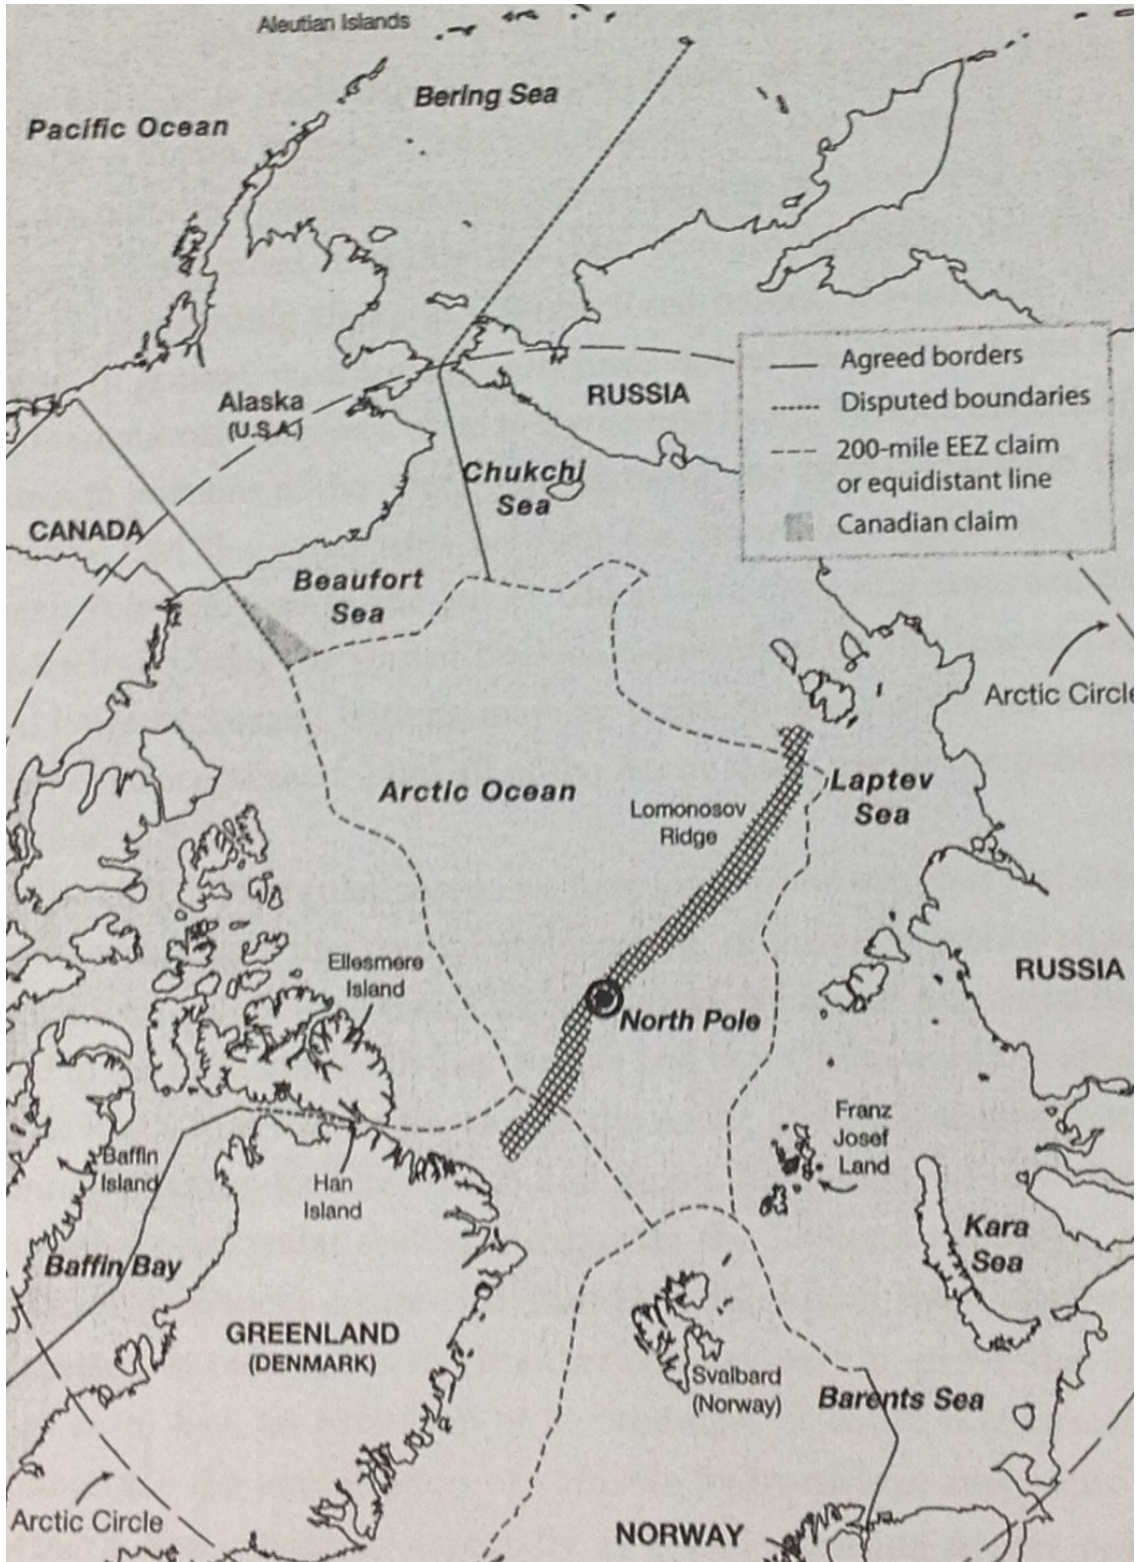 Aleutian Islands
Bering Sea
Pacific Ocean
Agreed borders
Disputed boundaries
200-mile EEZ claim
or equidistant line
Canadian claim
Alaska
(U.S.A.)
RUSSIA
Chukchi
Sea
CANADA
Beaufort
Sea
Arctic Circle
Arctic Ocean
Lomonosov
Ridge
Laptev
Sea
Ellesmere
Island
RUSSIA
North Pole
Franz
Josef
Land
Baffin
Island
Han
Island
Kara
Sea
Baffin Bay
GREENLAND
(DENMARK)
Svalbard
(Norway)
Barents Sea
Arctic Circle
NORWAY